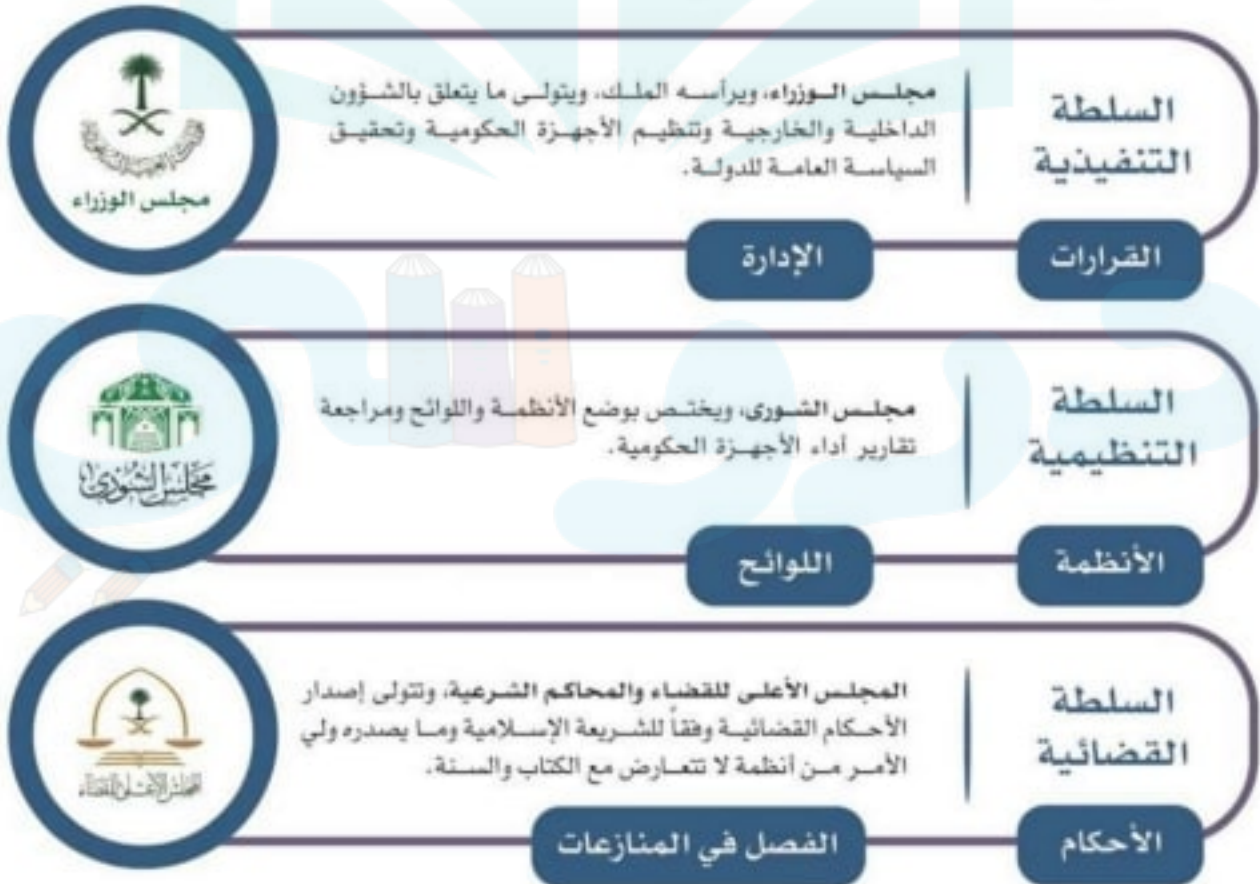 السلطة
التنفيذية
مجلس الوزراء، ويرأسه الملك، ويتولى ما يتعلق بالشؤون
الداخلية والخارجية وتنظيم الأجهزة الحكومية وتحقيق
السياسة العامة للدولة.
مجلس الوزراء
القرارات
الإدارة
السلطة
التنظيمية
مجلس الشورى، ويختص بوضع الأنظمة واللوائح ومراجعة
تقارير أداء الأجهزة الحكومية.
مجلس الشورى
الأنظمة
اللوائح
السلطة
القضائية
المجلس الأعلى للقضاء والمحاكم الشرعية، وتتولى إصدار
الأحكام القضائية وفقاً للشريعة الإسلامية وما يصدره ولي
الأمر من أنظمة لا تتعارض مع الكتاب والسنة.
المجلس الأعلى للقضاء
الأحكام
الفصل في المنازعات